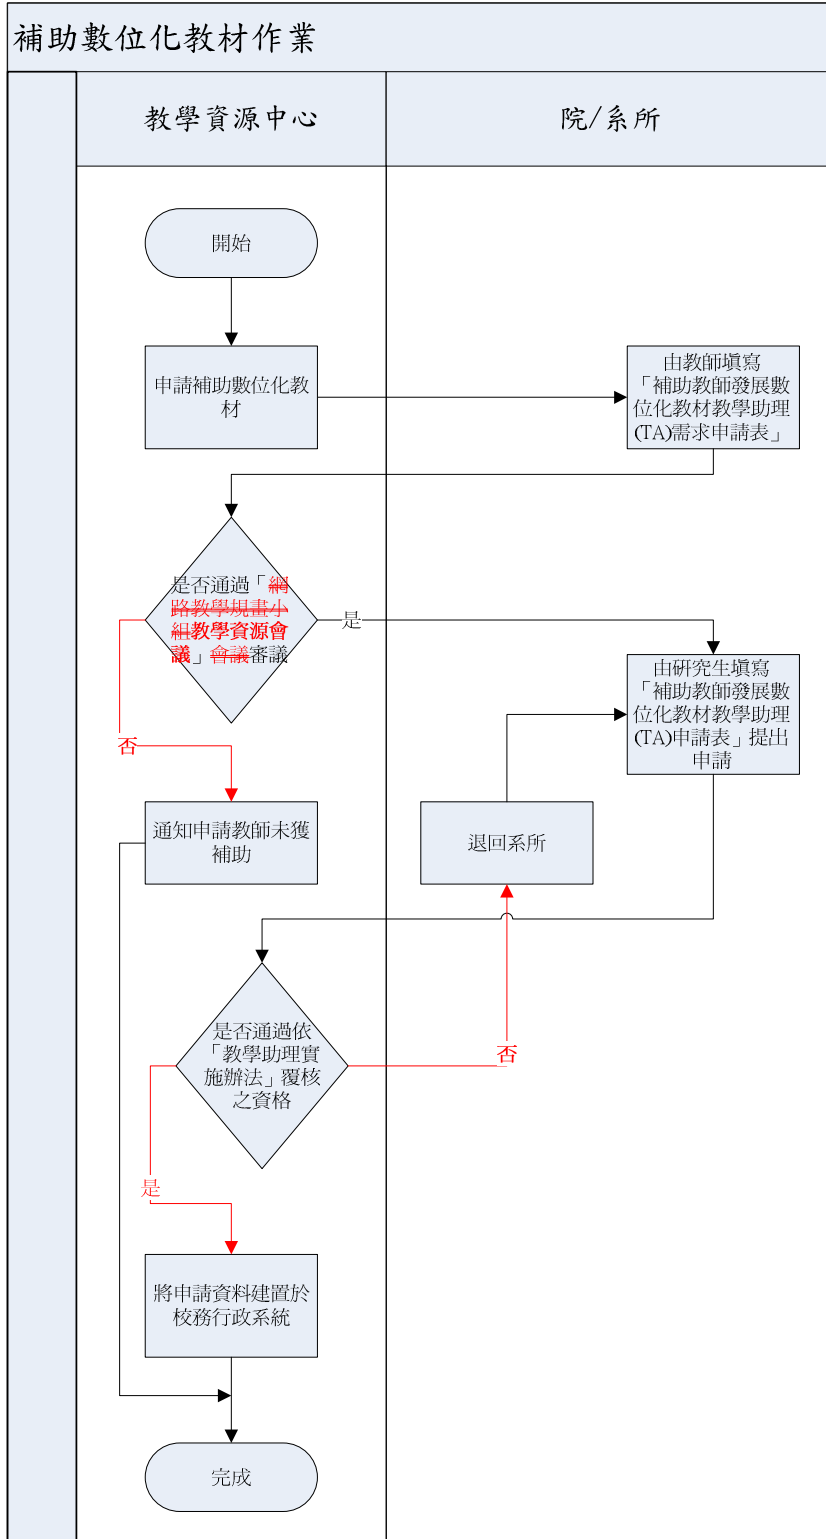 補助數位化教材作業
教學資源中心
院/系所
開始
申請補助數位化教
材
由教師填寫
「補助教師發展數
位化教材教學助理
(TA)需求申請表」
是否通過「網
路教學規畫小
組教學資源會
議」會議審議
是
否
由研究生填寫
「補助教師發展數
位化教材教學助理
(TA)申請表」提出
申請
通知申請教師未獲
補助
退回系所
是否通過依
「教學助理實
施辦法」覆核
之資格
否
是
將申請資料建置於
校務行政系統
完成